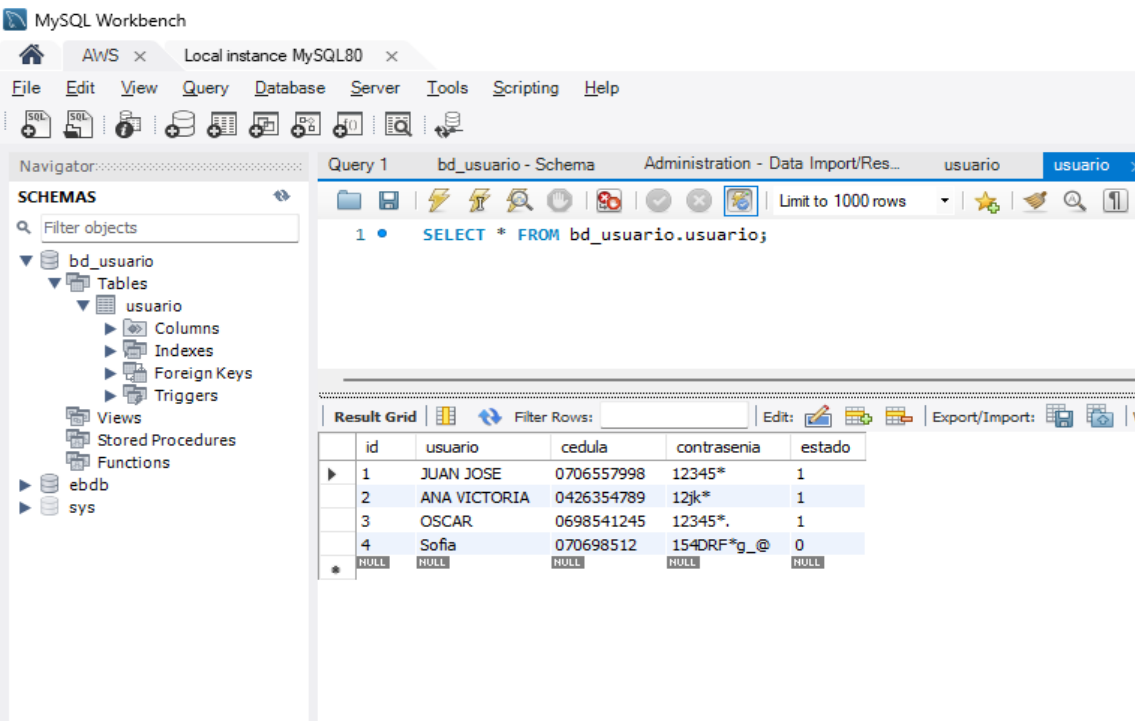 MySQL Workbench
AWS × Local instance MySQL80 ×
File Edit View Query Database Server Tools Scripting Help
Navigator
Query 1 bd_usuario - Schema Administration - Data Import/Res... usuario usuario
SCHEMAS
Limit to 1000 rows
Filter objects
1 SELECT * FROM bd_usuario.usuario;
bd_usuario
Tables
usuario
Columns
Indexes
Foreign Keys
Triggers
Views
Stored Procedures
Functions
ebdb
sys
Result Grid Filter Rows: Edit: Export/Import:
id usuario cedula contrasenia estado
1 JUAN JOSE 0706557998 12345* 1
2 ANA VICTORIA 0426354789 12jk* 1
3 OSCAR 0698541245 12345*. 1
4 Sofia 070698512 154DRF*g_@ 0
NULL NULL NULL NULL NULL